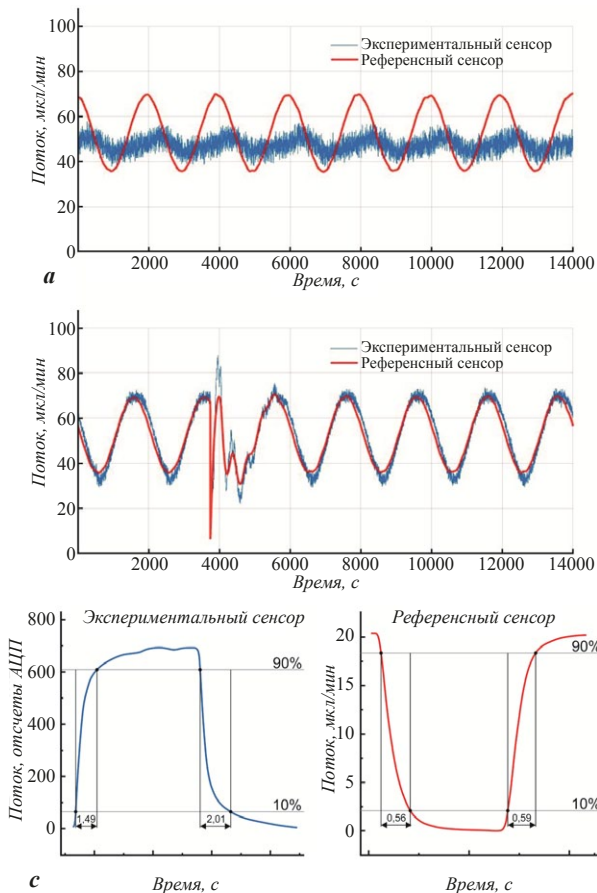 100
80
60
40
20
0
Поток, мкл/мин
Экспериментальный сенсор
Референсный сенсор
2000 4000 6000 8000 10000 12000 14000
Время, с
а
100
80
60
40
20
0
Поток, мкл/мин
Экспериментальный сенсор
Референсный сенсор
2000 4000 6000 8000 10000 12000 14000
Время, с
Экспериментальный сенсор
800
600
400
200
0
Поток, отсчеты АЦП
90%
10%
1,49
2,01
Время, с
с
Референсный сенсор
20
15
10
5
0
Поток, мкл/мин
90%
10%
0,56
0,59
Время, с